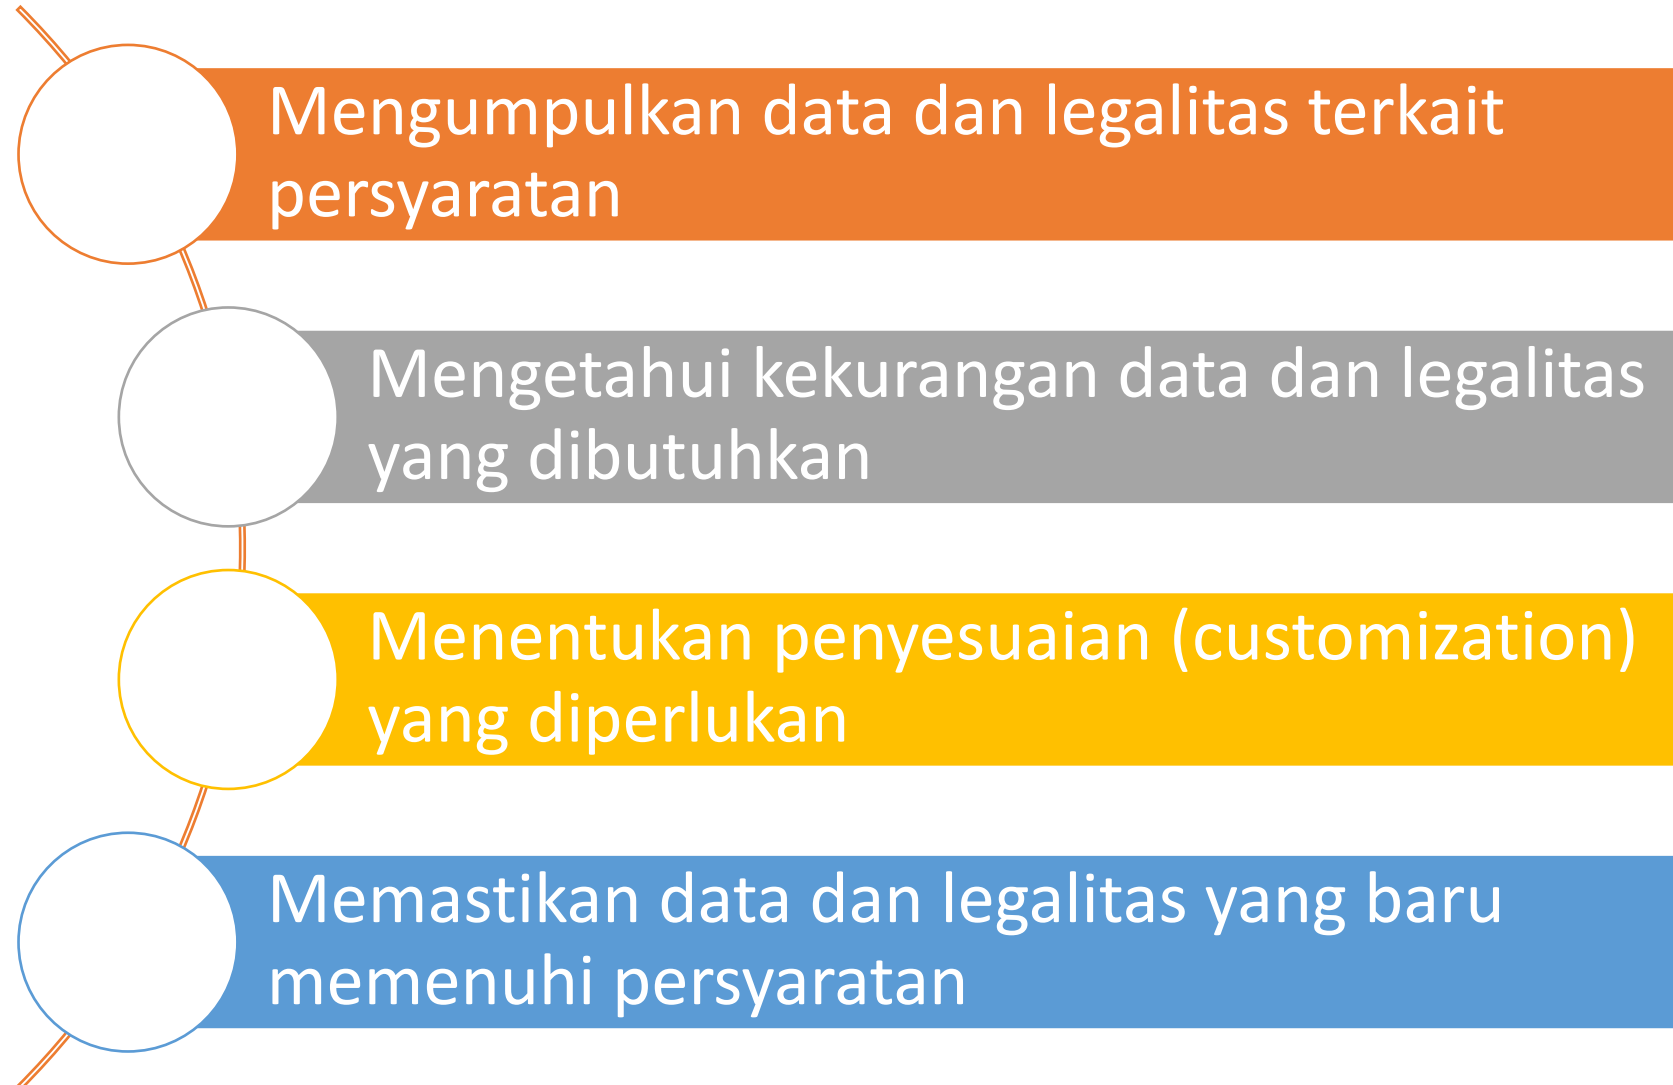 Mengumpulkan data dan legalitas terkait
persyaratan
Mengetahui kekurangan data dan legalitas
yang dibutuhkan
Menentukan penyesuaian (customization)
yang diperlukan
Memastikan data dan legalitas yang baru
memenuhi persyaratan